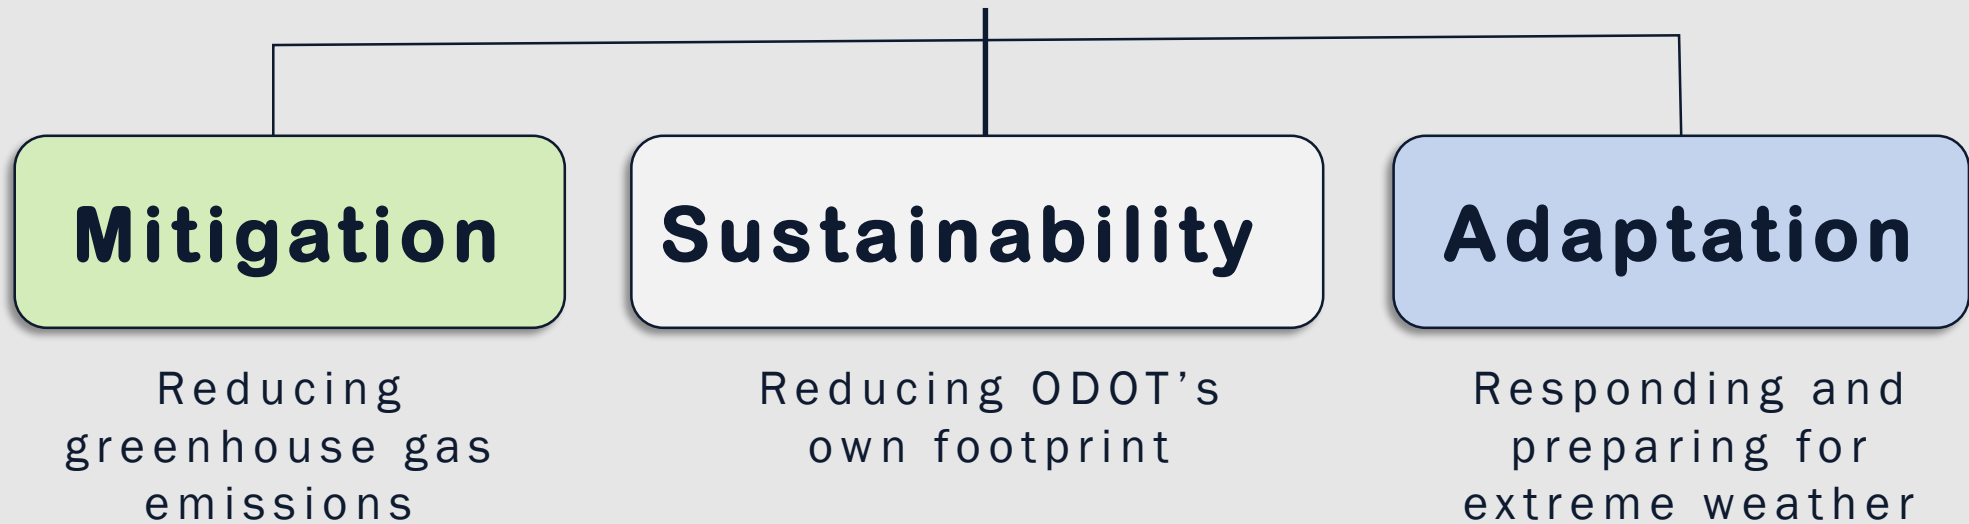 Mitigation
Sustainability
Adaptation
Reducing
greenhouse gas
emissions
Reducing ODOT’s
own footprint
Responding and
preparing for
extreme weather